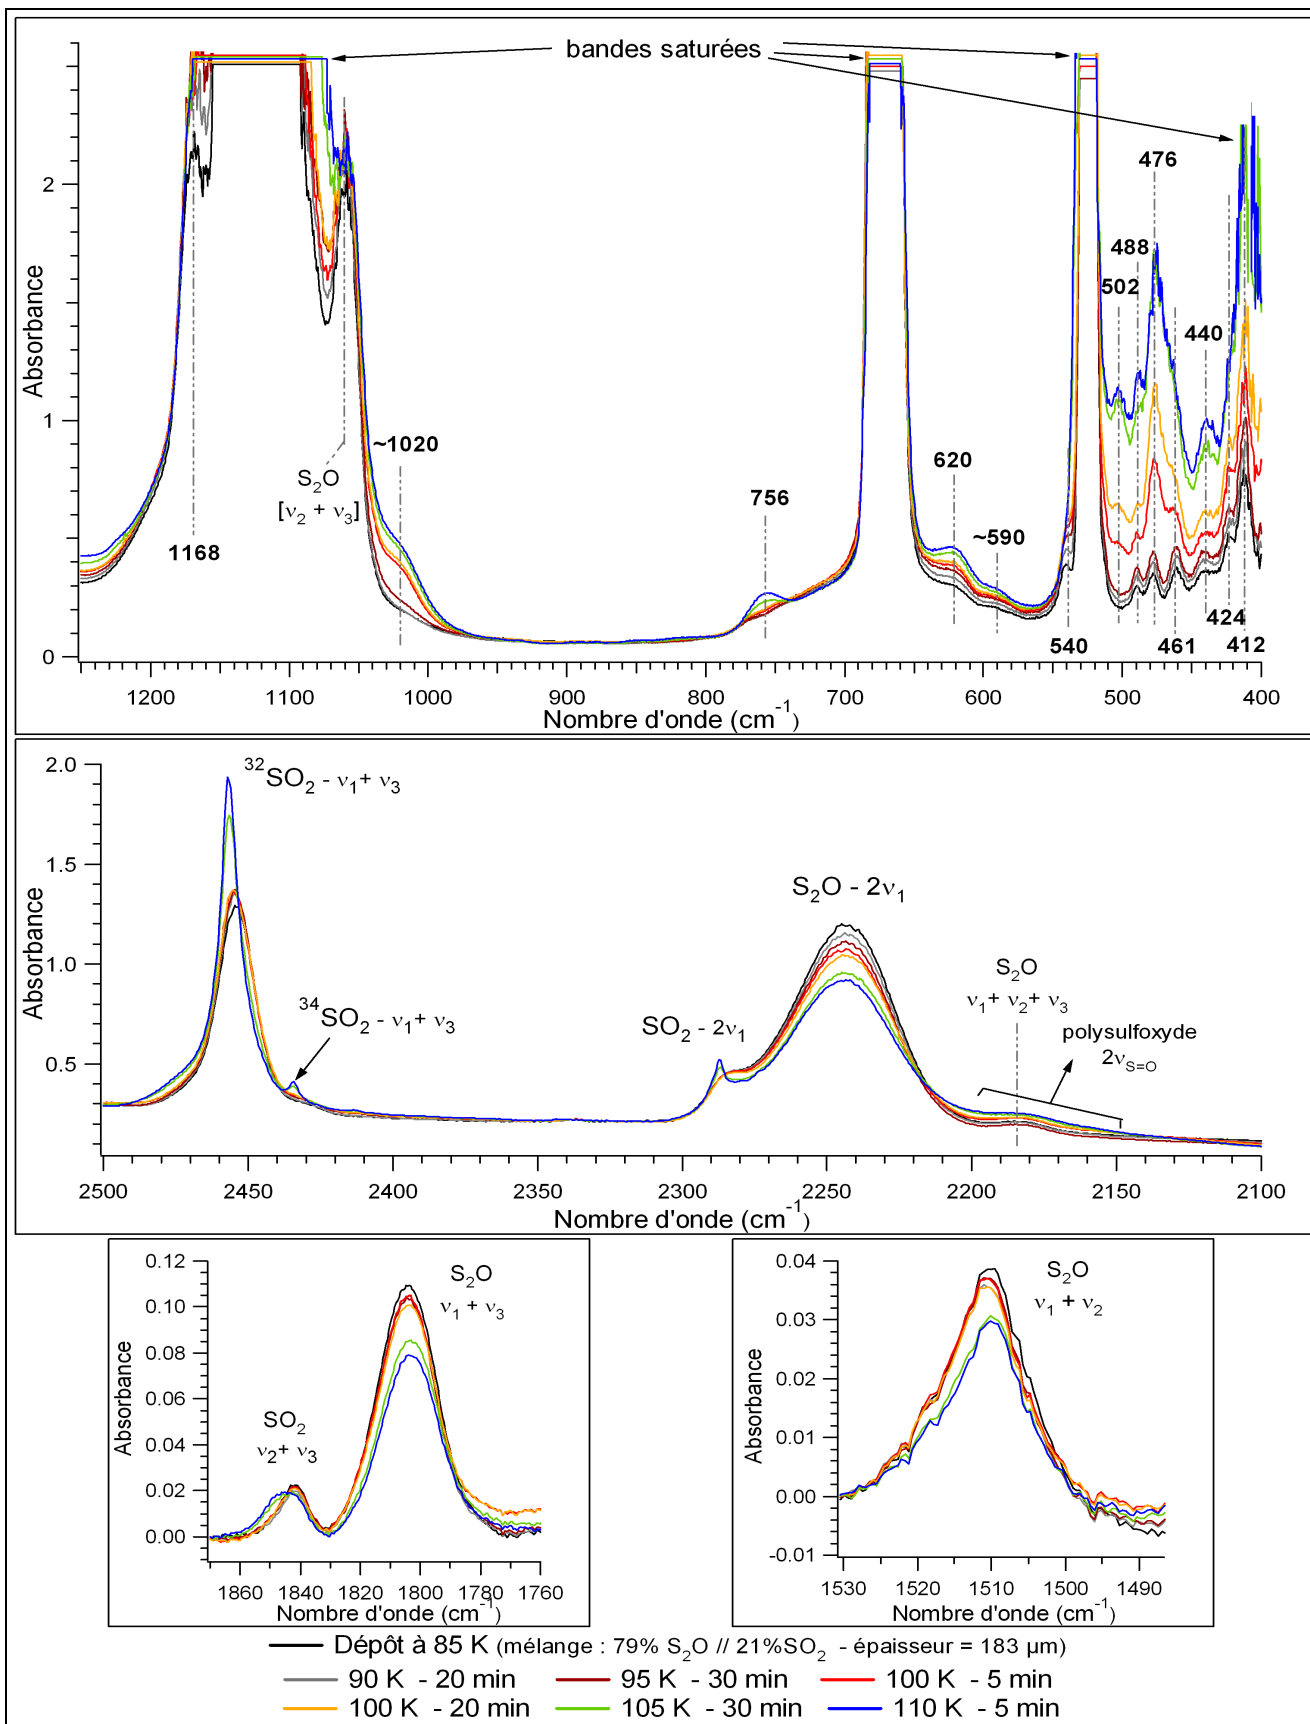 bandes saturées
2
1
0
Absorbance
1168
S2O
[ν2 + ν3]
~1020
756
620
~590
540
502
488
476
461
440
424
412
1200 1100 1000 900 800 700 600 500 400
Nombre d'onde (cm-1)
2.0
1.5
1.0
0.5
Absorbance
32SO2 - ν1+ ν3
34SO2 - ν1+ ν3
SO2 - 2ν1
S2O - 2ν1
S2O
ν1+ ν2+ ν3
polysulfoxyde
2νS=O
2500 2450 2400 2350 2300 2250 2200 2150 2100
Nombre d'onde (cm-1)
0.12
0.10
0.08
0.06
0.04
0.02
0.00
Absorbance
SO2
ν2+ ν3
S2O
ν1 + ν3
1860 1840 1820 1800 1780 1760
Nombre d'onde (cm-1)
0.04
0.03
0.02
0.01
0.00
-0.01
Absorbance
S2O
ν1 + ν2
1530 1520 1510 1500 1490
Nombre d'onde (cm-1)
Dépôt à 85 K (mélange : 79% S2O // 21%SO2 - épaisseur = 183 µm)
90 K - 20 min 95 K - 30 min 100 K - 5 min
100 K - 20 min 105 K - 30 min 110 K - 5 min